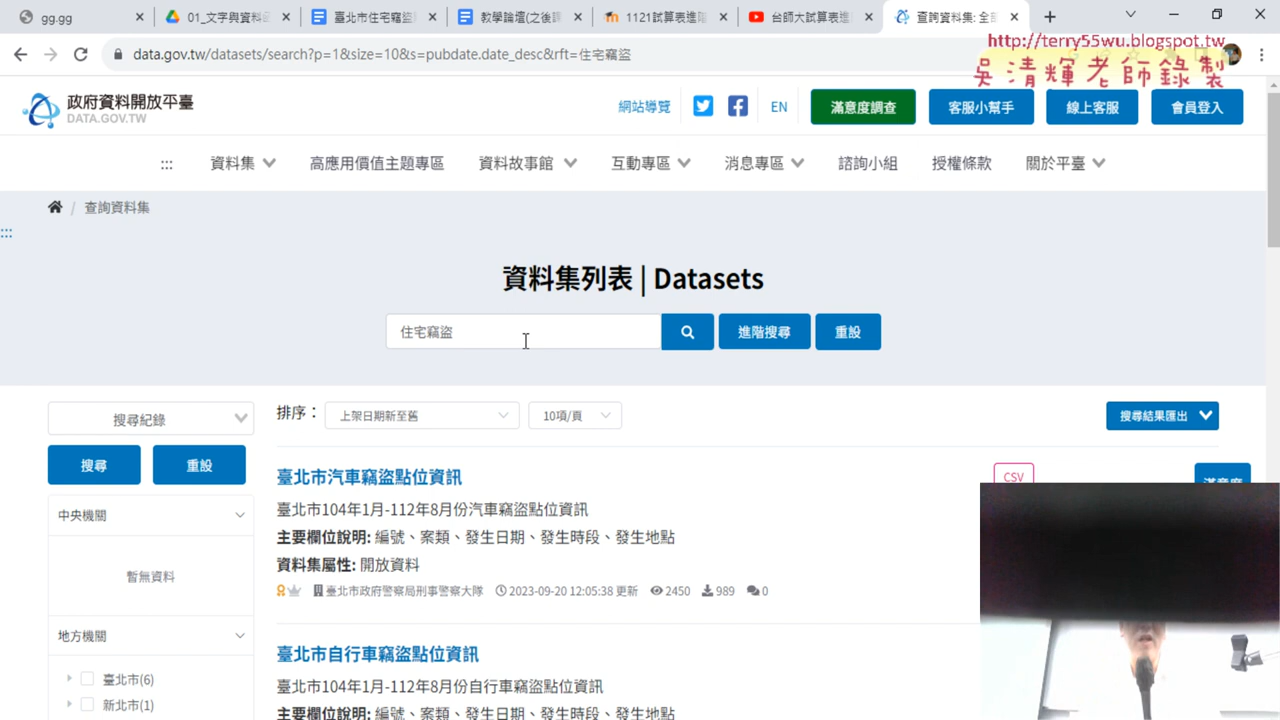 gg.gg
01_文字與資料
臺北市住宅竊盜
教學論壇(之後
1121試算表進
台師大試算表進
查詢資料集: 全
data.gov.tw/datasets/search?p=1&size=10&s=pubdate.date_desc&rft=住宅竊盜
http://terry55wu.blogspot.tw
吳清輝老師錄製
政府資料開放平臺
DATA.GOV.TW
網站導覽
EN
滿意度調查
客服小幫手
線上客服
會員登入
資料集
高應用價值主題專區
資料故事館
互動專區
消息專區
諮詢小組
授權條款
關於平臺
/ 查詢資料集
資料集列表 | Datasets
住宅竊盜
進階搜尋
重設
搜尋紀錄
排序：
上架日期新至舊
10項/頁
搜尋結果匯出
搜尋
重設
中央機關
暫無資料
地方機關
臺北市(6)
新北市(1)
臺北市汽車竊盜點位資訊
CSV
臺北市104年1月-112年8月份汽車竊盜點位資訊
主要欄位說明: 編號、案類、發生日期、發生時段、發生地點
資料集屬性: 開放資料
臺北市政府警察局刑事警察大隊 2023-09-20 12:05:38 更新 2450 989 0
臺北市自行車竊盜點位資訊
臺北市104年1月-112年8月份自行車竊盜點位資訊
主要欄位說明: 編號、案類、發生日期、發生時段、發生地點